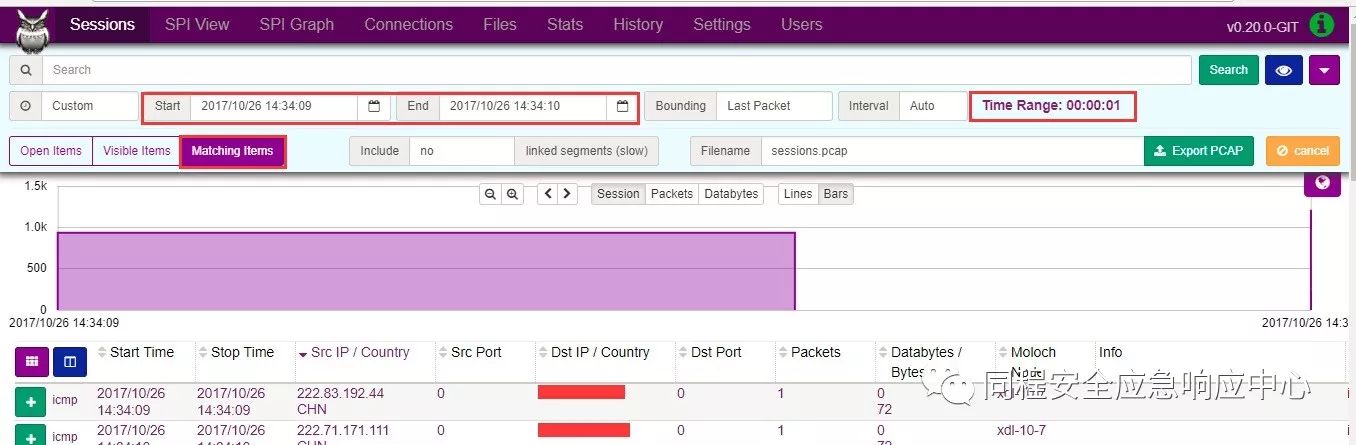 Sessions SPI View SPI Graph Connections Files Stats History Settings Users v0.20.0-GIT
Search Search
Custom Start 2017/10/26 14:34:09 End 2017/10/26 14:34:10 Bounding Last Packet Interval Auto Time Range: 00:00:01
Open Items Visible Items Matching Items Include no linked segments (slow) Filename sessions.pcap Export PCAP cancel
1.5k Session Packets Databytes Lines Bars
1.0k
500
0
2017/10/26 14:34:09 2017/10/26 14:3
Start Time Stop Time Src IP / Country Src Port Dst IP / Country Dst Port Packets Databytes / Moloch Info
Bytes Node
icmp 2017/10/26 2017/10/26 222.83.192.44 0 0 1 0
14:34:09 14:34:09 CHN 72
同程安全应急响应中心
icmp 2017/10/26 2017/10/26 222.71.171.111 0 0 1 0 xdl-10-7
CHN 72